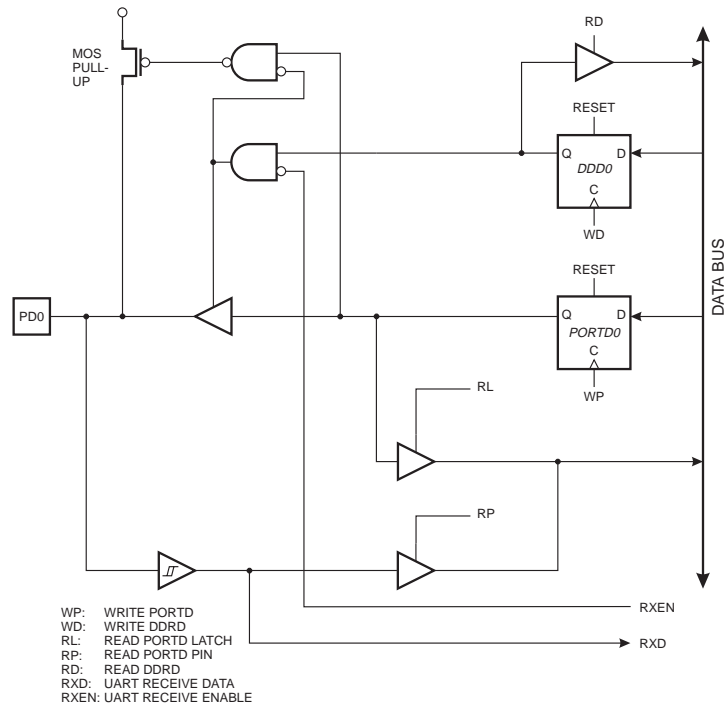 RD
MOS
PULL-
UP
RESET
Q
D
DDD0
C
WD
DATA BUS
RESET
PD0
Q
D
PORTD0
C
WP
RL
RP
RXEN
RXD
WP: WRITE PORTD
WD: WRITE DDRD
RL: READ PORTD LATCH
RP: READ PORTD PIN
RD: READ DDRD
RXD: UART RECEIVE DATA
RXEN: UART RECEIVE ENABLE